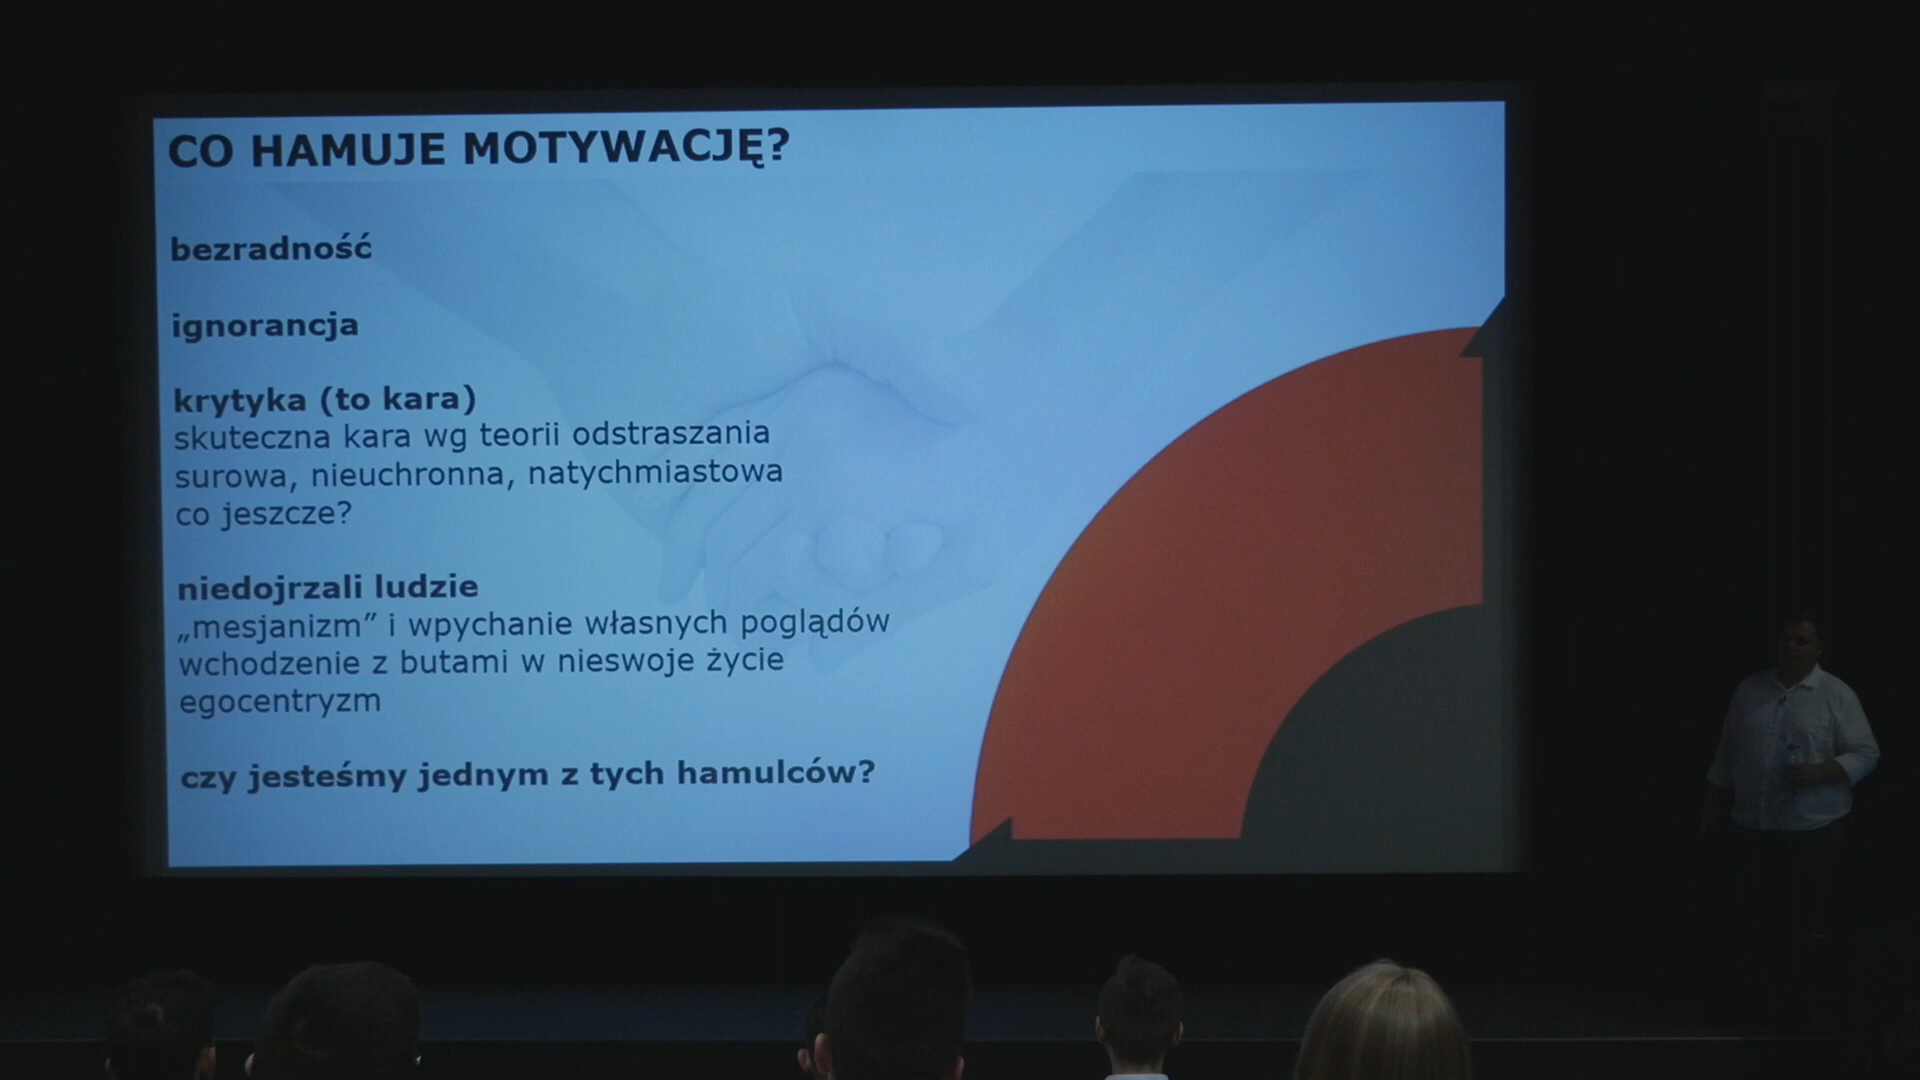 CO HAMUJE MOTYWACJĘ?
bezradność
ignorancja
krytyka (to kara)
skuteczna kara wg teorii odstraszania
surowa, nieuchronna, natychmiastowa
co jeszcze?
niedojrzali ludzie
„mesjanizm” i wpychanie własnych poglądów
wchodzenie z butami w nieswoje życie
egocentryzm
czy jesteśmy jednym z tych hamulców?